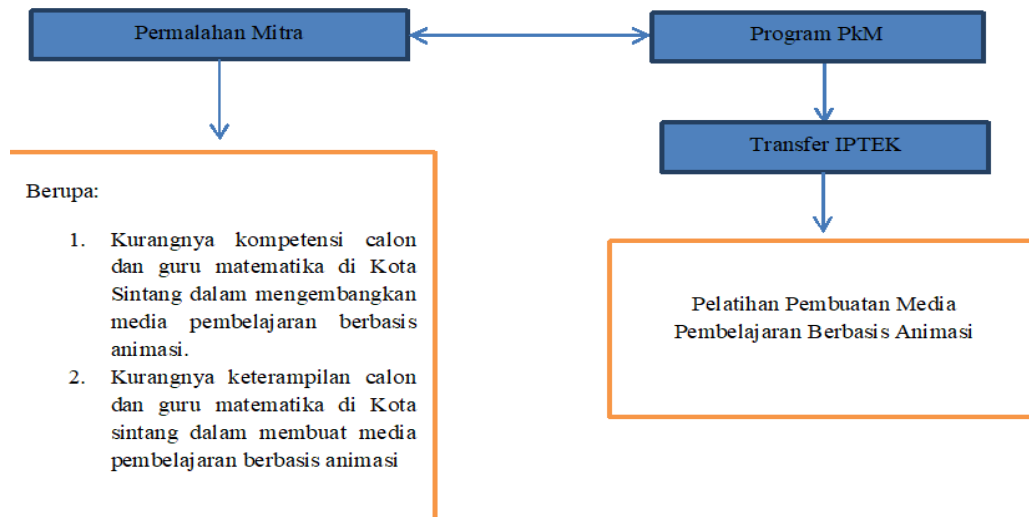 Permalahan Mitra
Program PkM
Transfer IPTEK
Berupa:
1. Kurangnya kompetensi calon
dan guru matematika di Kota
Sintang dalam mengembangkan
media pembelajaran berbasis
animasi.
2. Kurangnya keterampilan calon
dan guru matematika di Kota
sintang dalam membuat media
pembelajaran berbasis animasi
Pelatihan Pembuatan Media
Pembelajaran Berbasis Animasi